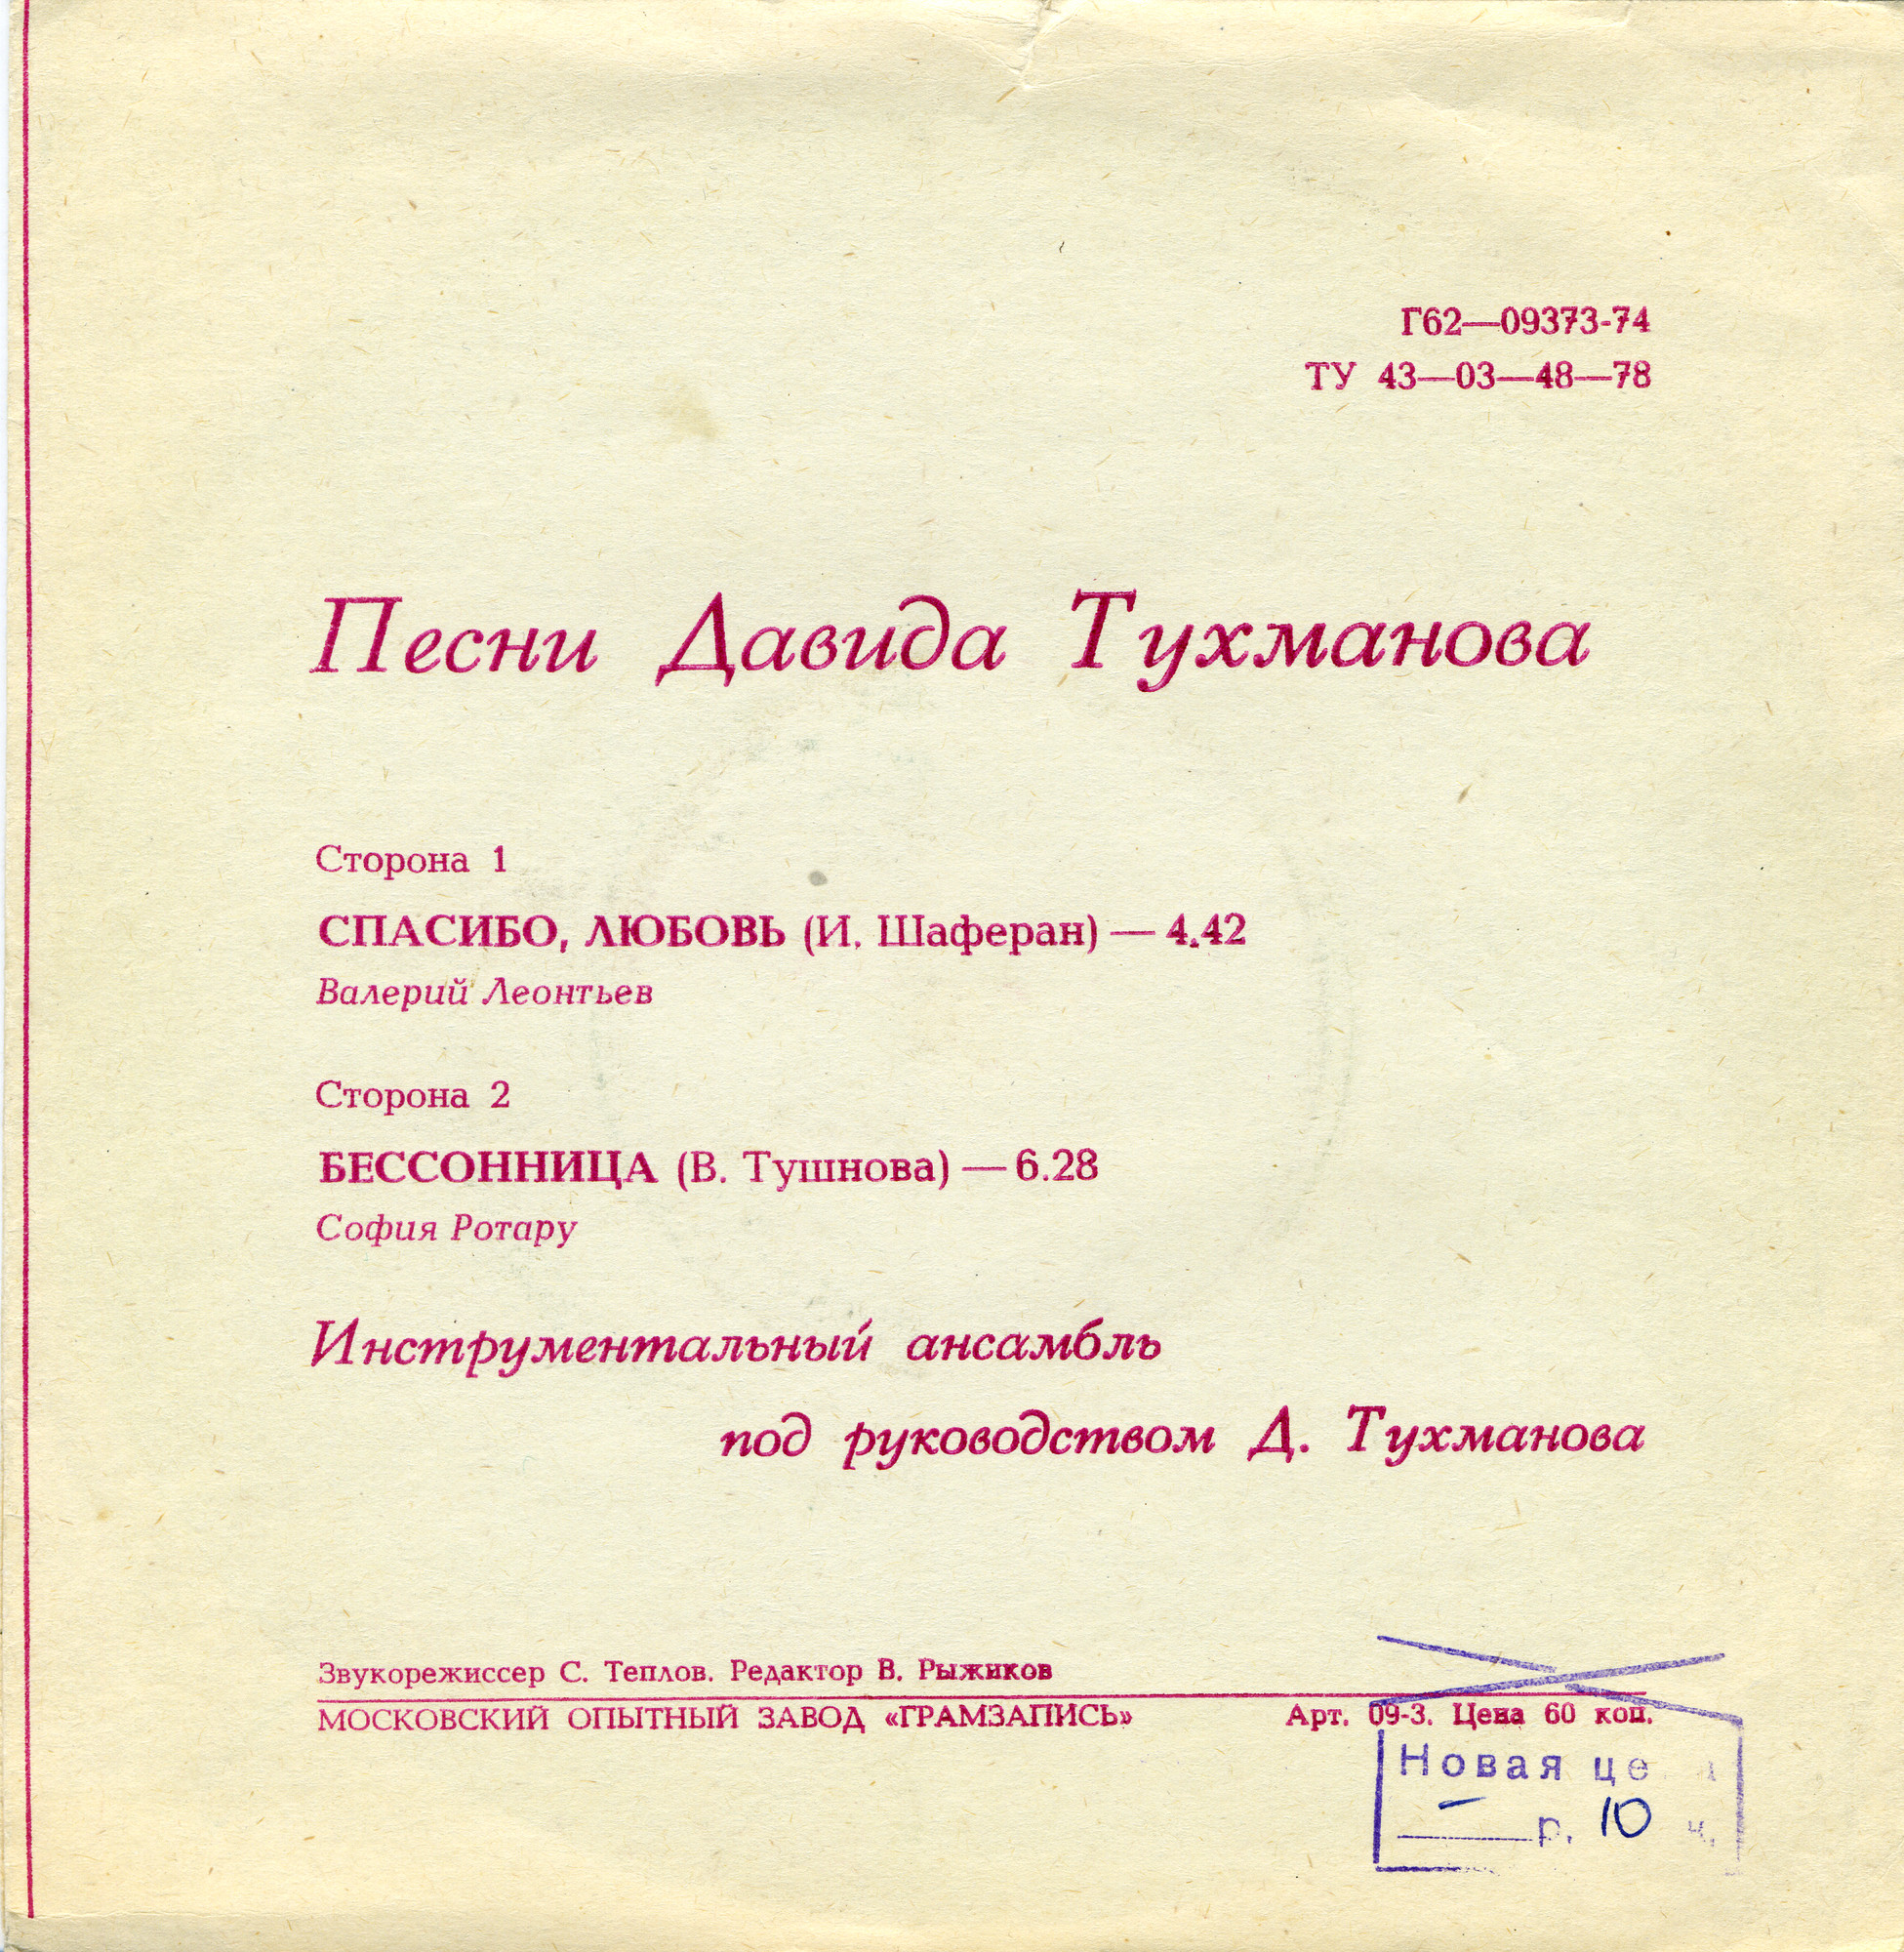 Г62—09373-74
ТУ 43—03—48—78
Песни Давида Тухманова
Сторона 1
СПАСИБО, ЛЮБОВЬ (И. Шаферан) — 4.42
Валерий Леонтьев
Сторона 2
БЕССОННИЦА (В. Тушнова) — 6.28
София Ротару
Инструментальный ансамбль
под руководством Д. Тухманова
Звукорежиссер С. Теплов. Редактор В. Рыжиков
МОСКОВСКИЙ ОПЫТНЫЙ ЗАВОД «ГРАМЗАПИСЬ» Арт. 09-3. Цена 60 коп.
Новая цена
— р. 10